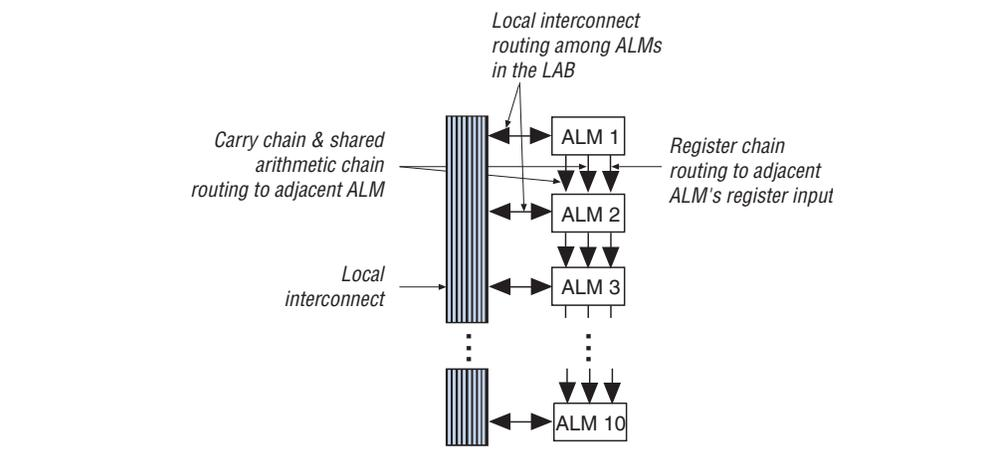 Local interconnect
routing among ALMs
in the LAB
Carry chain & shared
arithmetic chain
routing to adjacent ALM
ALM 1
Register chain
routing to adjacent
ALM's register input
ALM 2
Local
interconnect
ALM 3
ALM 10